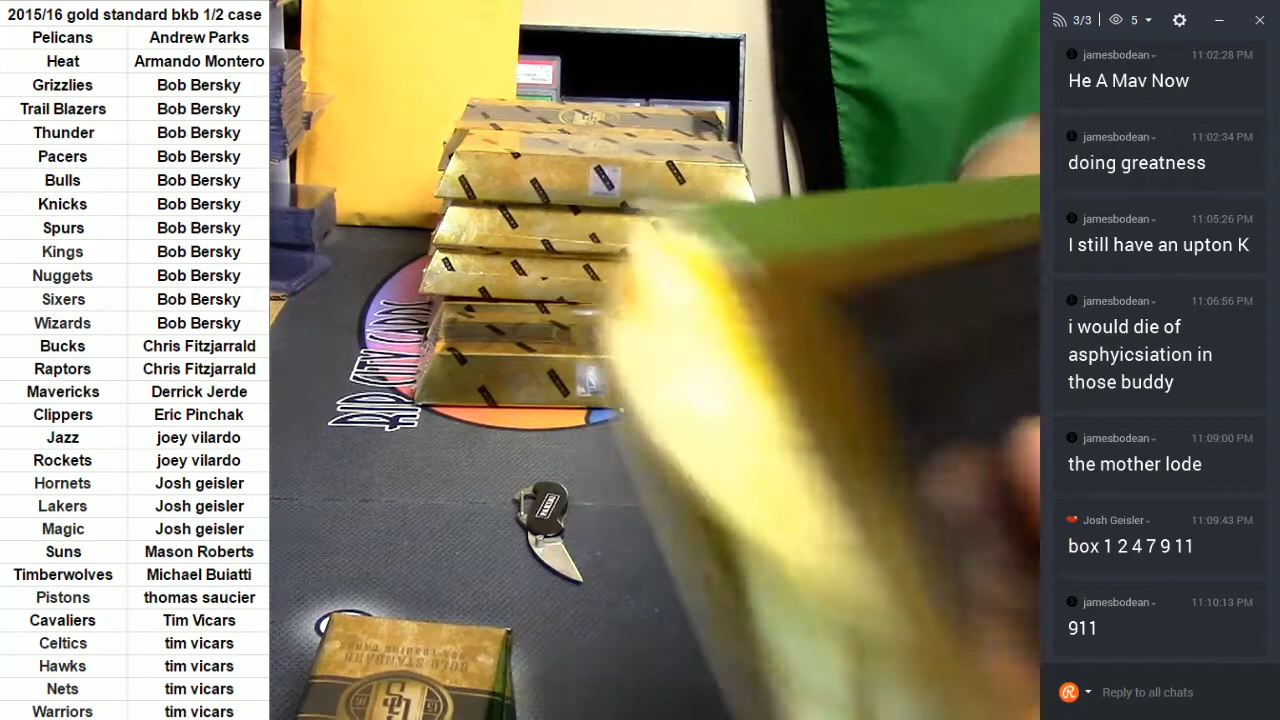 2015/16 gold standard bkb 1/2 case
Pelicans Andrew Parks
Heat Armando Montero
Grizzlies Bob Bersky
Trail Blazers Bob Bersky
Thunder Bob Bersky
Pacers Bob Bersky
Bulls Bob Bersky
Knicks Bob Bersky
Spurs Bob Bersky
Kings Bob Bersky
Nuggets Bob Bersky
Sixers Bob Bersky
Wizards Bob Bersky
Bucks Chris Fitzjarrald
Raptors Chris Fitzjarrald
Mavericks Derrick Jerde
Clippers Eric Pinchak
Jazz joey vilardo
Rockets joey vilardo
Hornets Josh geisler
Lakers Josh geisler
Magic Josh geisler
Suns Mason Roberts
Timberwolves Michael Buiatti
Pistons thomas saucier
Cavaliers Tim Vicars
Celtics tim vicars
Hawks tim vicars
Nets tim vicars
Warriors tim vicars
RIP CITY CARDS
GOLD STANDARD
TRADING CARDS
3/3 5
jamesbodean 11:02:28 PM
He A Mav Now
jamesbodean 11:02:34 PM
doing greatness
jamesbodean 11:05:26 PM
I still have an upton K
jamesbodean 11:06:56 PM
i would die of
asphyicsiation in
those buddy
jamesbodean 11:09:00 PM
the mother lode
Josh Geisler 11:09:43 PM
box 1 2 4 7 9 11
jamesbodean 11:10:13 PM
911
Reply to all chats